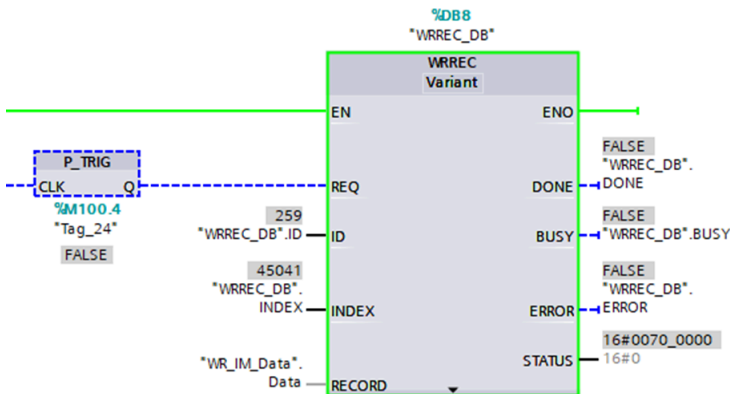 %DB8
"WRREC_DB"
WRREC
Variant
EN
ENO
P_TRIG
CLK
Q
%M100.4
"Tag_24"
FALSE
REQ
FALSE
"WRREC_DB".
DONE
DONE
259
"WRREC_DB".ID
ID
FALSE
BUSY
"WRREC_DB".BUSY
45041
"WRREC_DB".
INDEX
INDEX
FALSE
"WRREC_DB".
ERROR
ERROR
16#0070_0000
STATUS
16#0
"WR_IM_Data".
Data
RECORD